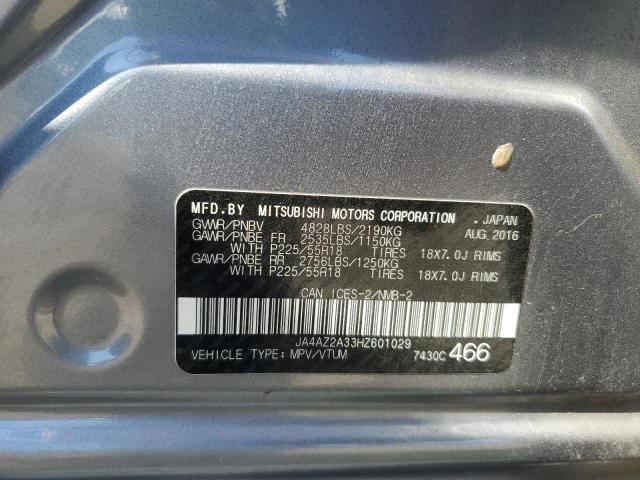 MFD.BY MITSUBISHI MOTORS CORPORATION , JAPAN
GVWR/PNBV 4828LBS/2190KG AUG.2016
GAWR/PNBE FR 2535LBS/1150KG
WITH P225/55R18 TIRES 18X7.0J RIMS
GAWR/PNBE RR 2756LBS/1250KG
WITH P225/55R18 TIRES 18X7.0J RIMS
CAN ICES-2/NMB-2
JA4AZ2A33HZ601029
VEHICLE TYPE: MPV/VTUM 7430C 466